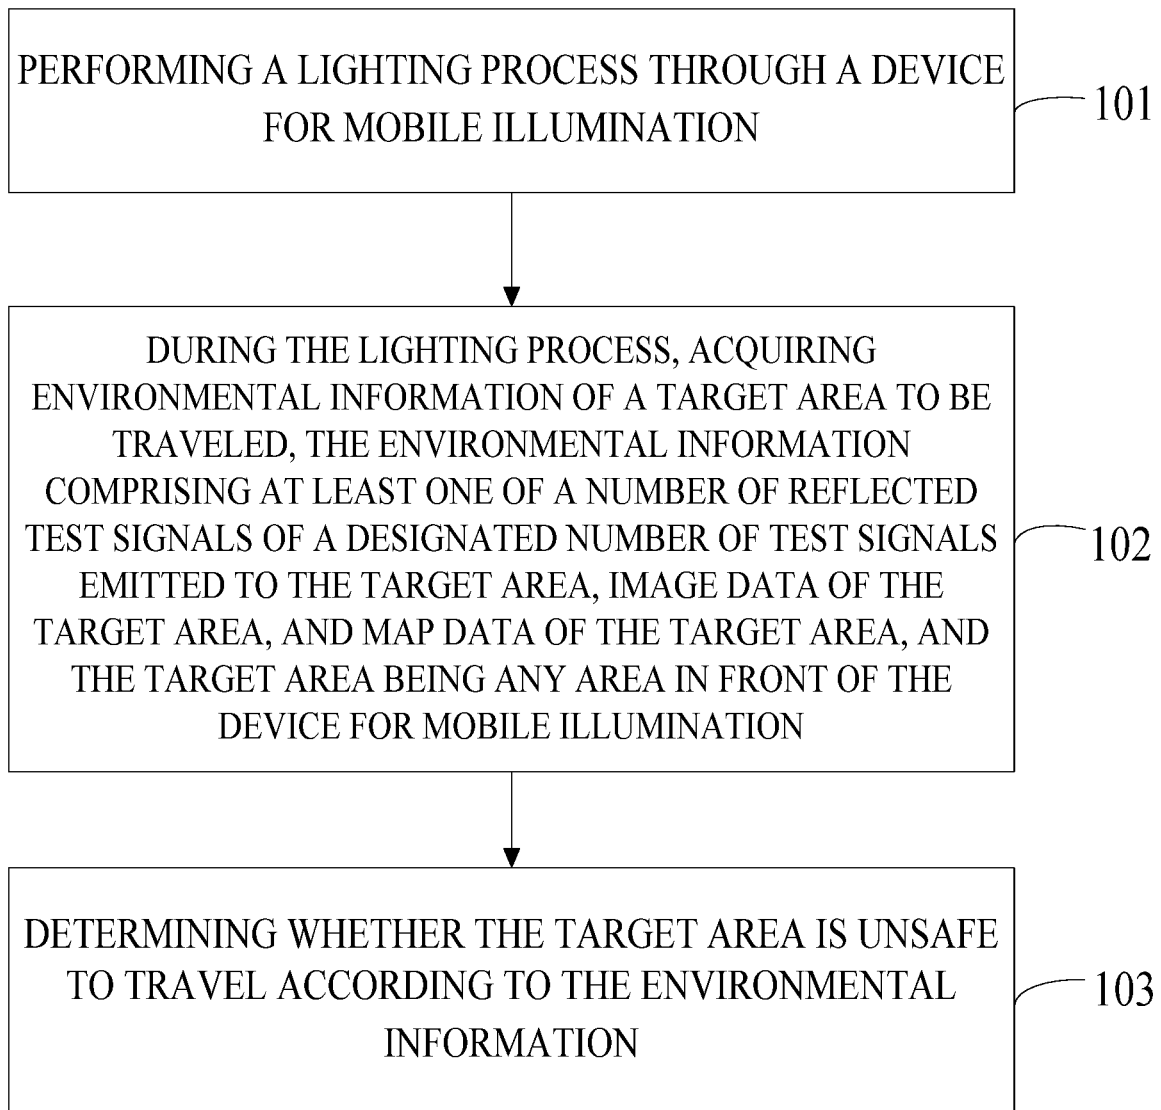 PERFORMING A LIGHTING PROCESS THROUGH A DEVICE
FOR MOBILE ILLUMINATION
101
DURING THE LIGHTING PROCESS, ACQUIRING
ENVIRONMENTAL INFORMATION OF A TARGET AREA TO BE
TRAVELED, THE ENVIRONMENTAL INFORMATION
COMPRISING AT LEAST ONE OF A NUMBER OF REFLECTED
TEST SIGNALS OF A DESIGNATED NUMBER OF TEST SIGNALS
EMITTED TO THE TARGET AREA, IMAGE DATA OF THE
TARGET AREA, AND MAP DATA OF THE TARGET AREA, AND
THE TARGET AREA BEING ANY AREA IN FRONT OF THE
DEVICE FOR MOBILE ILLUMINATION
102
DETERMINING WHETHER THE TARGET AREA IS UNSAFE
TO TRAVEL ACCORDING TO THE ENVIRONMENTAL
INFORMATION
103